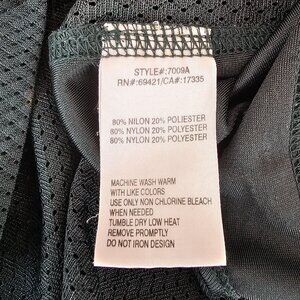 STYLE#:7009A
RN#:69421/CA#:17335
80% NILON 20% POLIESTER
80% NYLON 20% POLYESTER
80% NYLON 20% POLYESTER
MACHINE WASH WARM
WITH LIKE COLORS
USE ONLY NON CHLORINE BLEACH
WHEN NEEDED
TUMBLE DRY LOW HEAT
REMOVE PROMPTLY
DO NOT IRON DESIGN